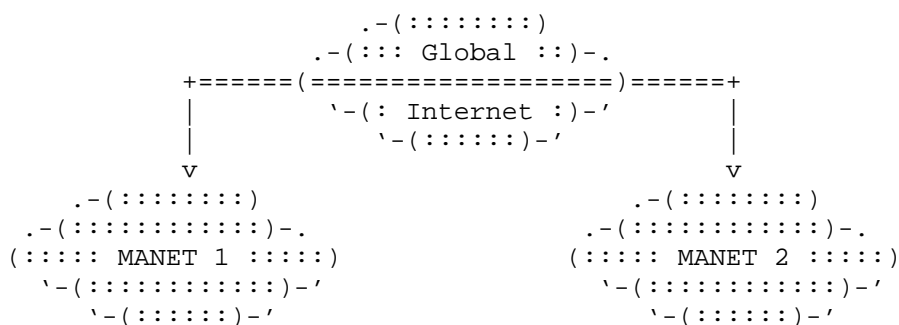 .-(::::::::)
.-(::: Global ::)-.
+======(===================)======+
| `-(: Internet :)-' |
| `-(::::::)-' |
v v
.-(::::::::) .-(::::::::)
.-(::::::::::::)-. .-(::::::::::::)-.
(::::: MANET 1 :::::) (::::: MANET 2 :::::)
`-(::::::::::::)-' `-(::::::::::::)-'
`-(::::::)-' `-(::::::)-'